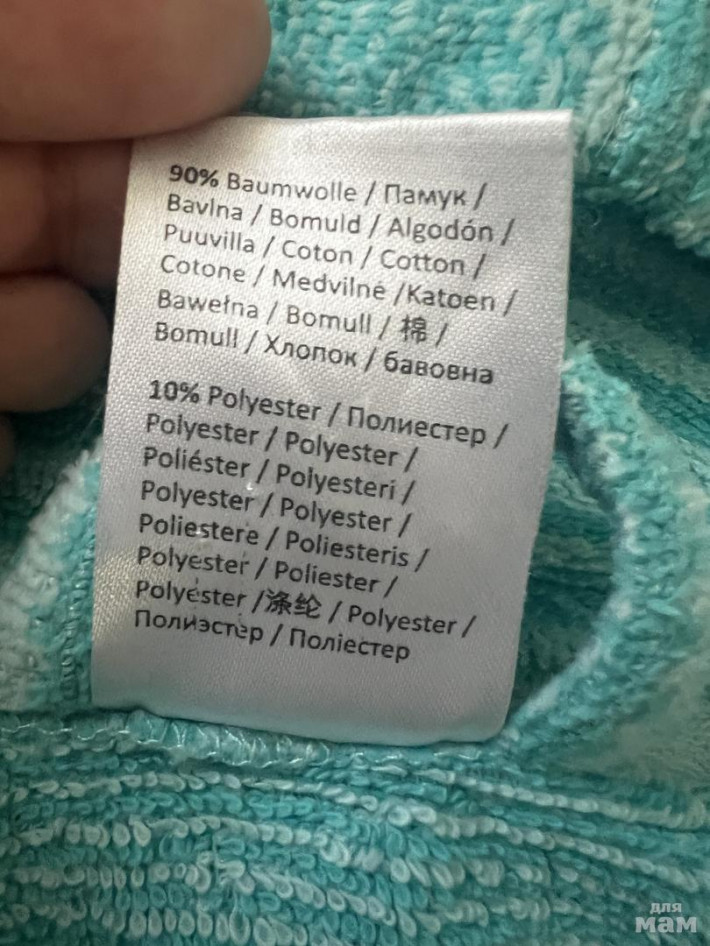 90% Baumwolle / Памук /
Bavlna / Bomuld / Algodón /
Puuvilla / Coton / Cotton /
Cotone / Medvilnė /Katoen /
Bawełna / Bomull / 棉 /
Bomull / Хлопок / бавовна
10% Polyester / Полиестер /
Polyester / Polyester /
Poliéster / Polyesteri /
Polyester / Polyester /
Poliestere / Poliesteris /
Polyester / Poliester /
Polyester /涤纶 / Polyester /
Полиэстер / Поліестер
для
мам